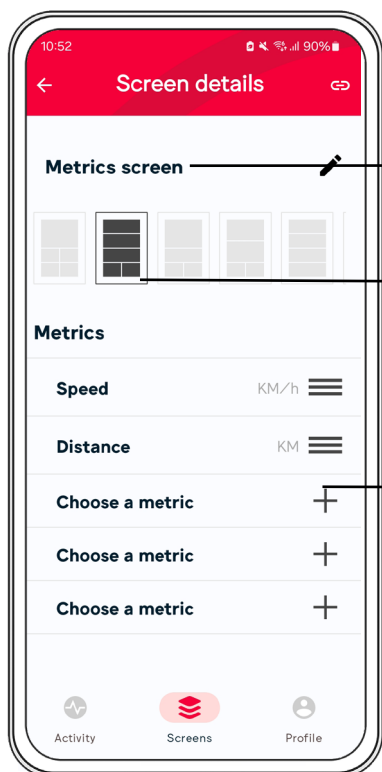 10:52 90%
Screen details
Metrics screen
Metrics
Speed KM/h
Distance KM
Choose a metric
Choose a metric
Choose a metric
Activity Screens Profile